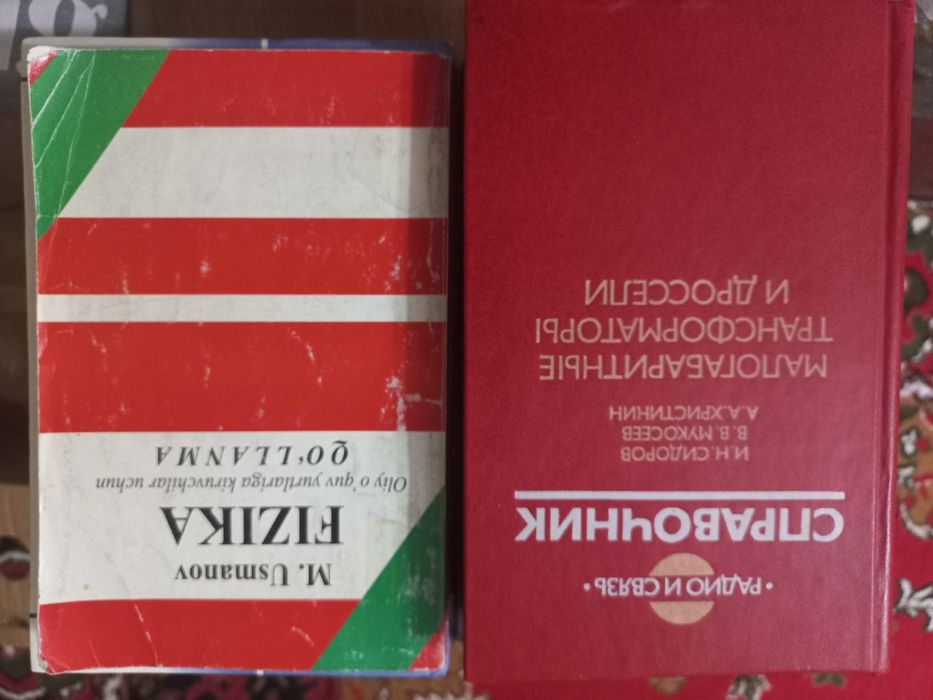 M. Usmanov
FIZIKA
Oliy o'quv yurtlariga kiruvchilar uchun
QO'LLANMA
• РАДИО И СВЯЗЬ •
СПРАВОЧНИК
И.Н.СИДОРОВ
В.В.МУКОСЕЕВ
А.А.ХРИСТИНИН
МАЛОГАБАРИТНЫЕ
ТРАНСФОРМАТОРЫ
И ДРОССЕЛИ